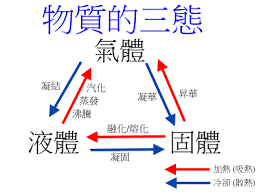 物質的三態
氣體
凝結
汽化
蒸發
沸騰
凝華
昇華
液體
融化/熔化
固體
凝固
加熱 (吸熱)
冷卻 (散熱)